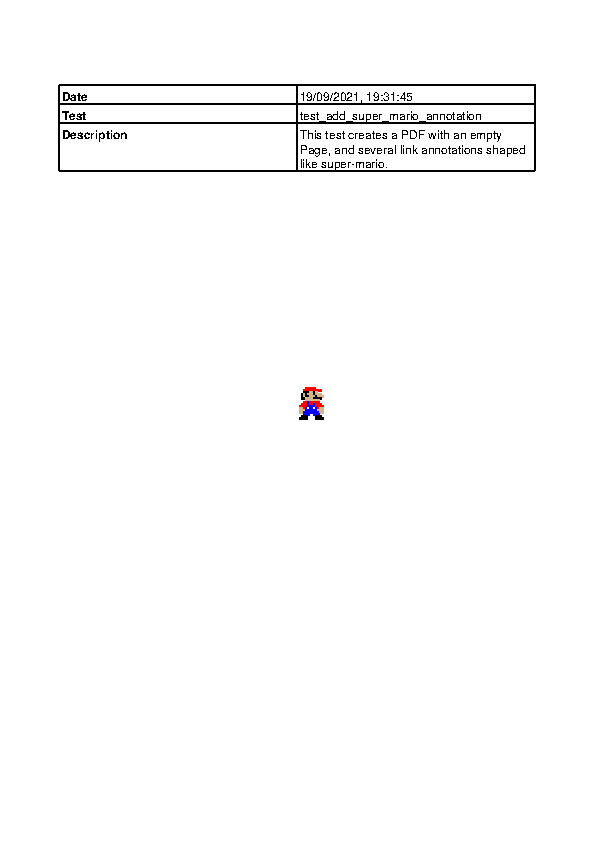 Date 19/09/2021, 19:31:45
Test test_add_super_mario_annotation
Description This test creates a PDF with an empty
Page, and several link annotations shaped
like super-mario.